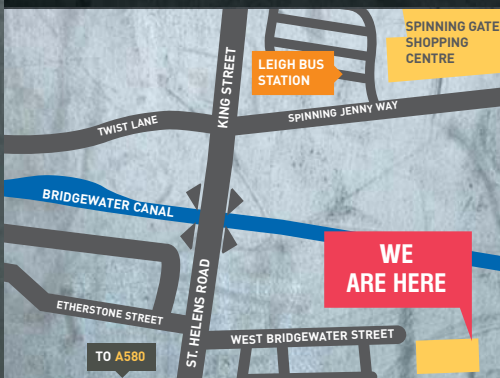 SPINNING GATE
SHOPPING
CENTRE
KING STREET
LEIGH BUS
STATION
SPINNING JENNY WAY
TWIST LANE
BRIDGEWATER CANAL
WE
ARE HERE
ST. HELENS ROAD
ETHERSTONE STREET
WEST BRIDGEWATER STREET
TO A580